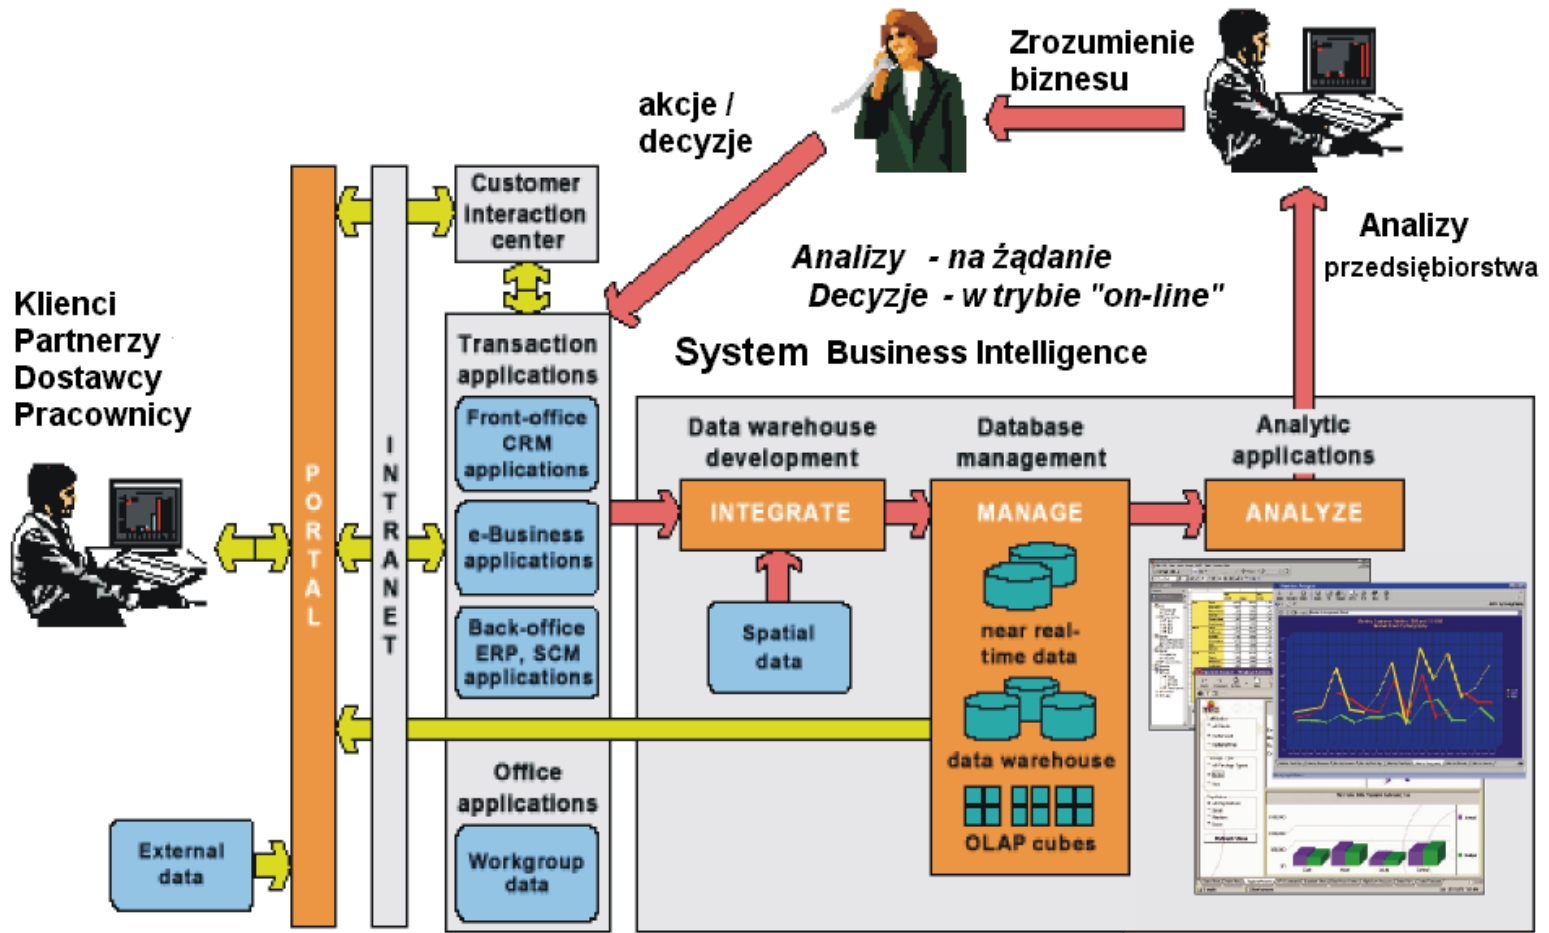 Zrozumienie
biznesu
akcje /
decyzje
Analizy
przedsiębiorstwa
Analizy - na żądanie
Decyzje - w trybie "on-line"
System Business Intelligence
Klienci
Partnerzy
Dostawcy
Pracownicy
PORTAL
INTRANET
Customer
Interaction
center
Transaction
applications
Front-office
CRM
applications
e-Business
applications
Back-office
ERP, SCM
applications
Office
applications
Workgroup
data
External
data
Data warehouse
development
INTEGRATE
Spatial
data
Database
management
MANAGE
near real-
time data
data warehouse
OLAP cubes
Analytic
applications
ANALYZE